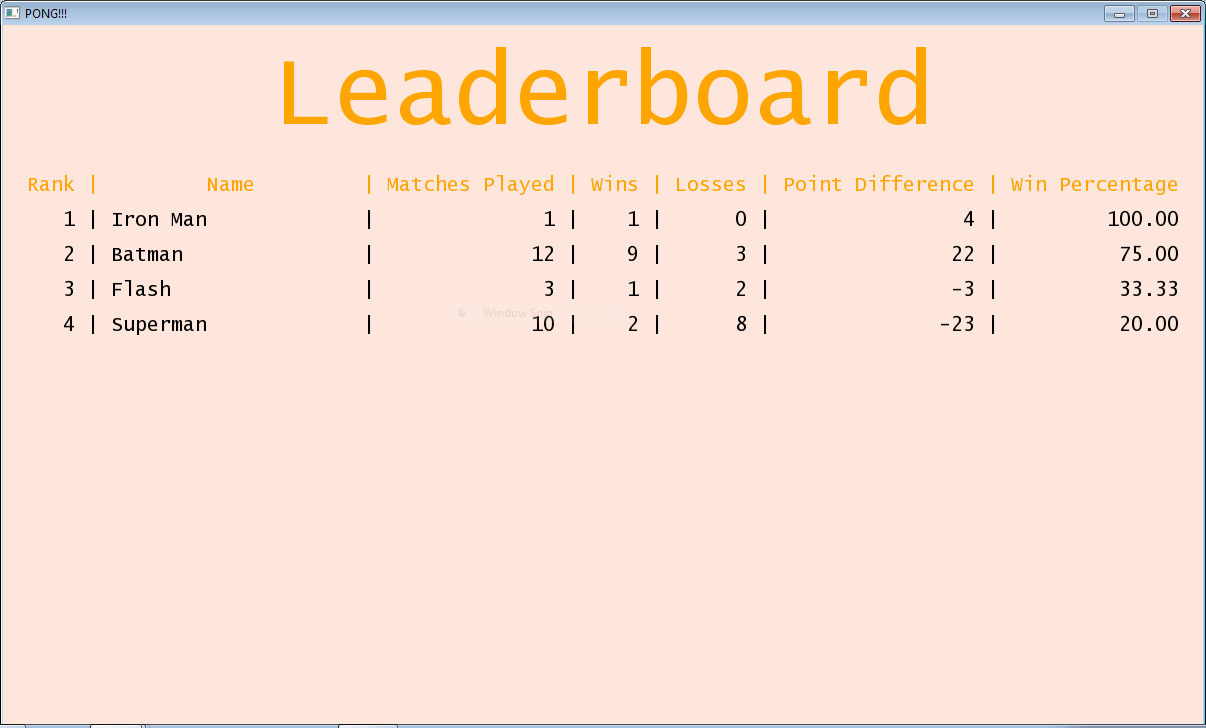 PONG!!!
Leaderboard
Rank | Name | Matches Played | Wins | Losses | Point Difference | Win Percentage
1 | Iron Man | 1 | 1 | 0 | 4 | 100.00
2 | Batman | 12 | 9 | 3 | 22 | 75.00
3 | Flash | 3 | 1 | 2 | -3 | 33.33
Window Snip
4 | Superman | 10 | 2 | 8 | -23 | 20.00